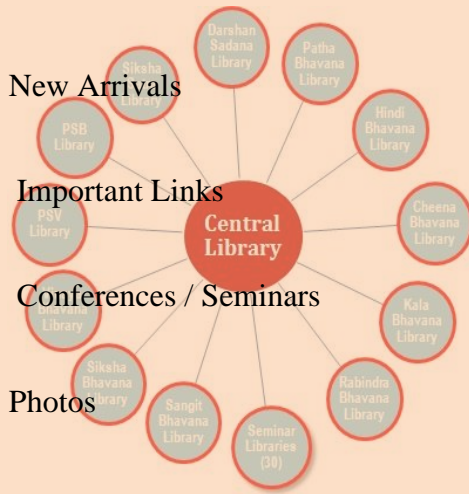 Darshan
Sadana
Library
Patha
Bhavana
Library
Siksha
Library
New Arrivals
Hindi
Bhavana
Library
PSB
Library
Important Links
Central
Library
Cheena
Bhavana
Library
PSV
Library
Conferences / Seminars
Bhavana
Library
Kala
Bhavana
Library
Siksha
Bhavana
Library
Photos
Rabindra
Bhavana
Library
Sangit
Bhavana
Library
Seminar
Libraries
(30)